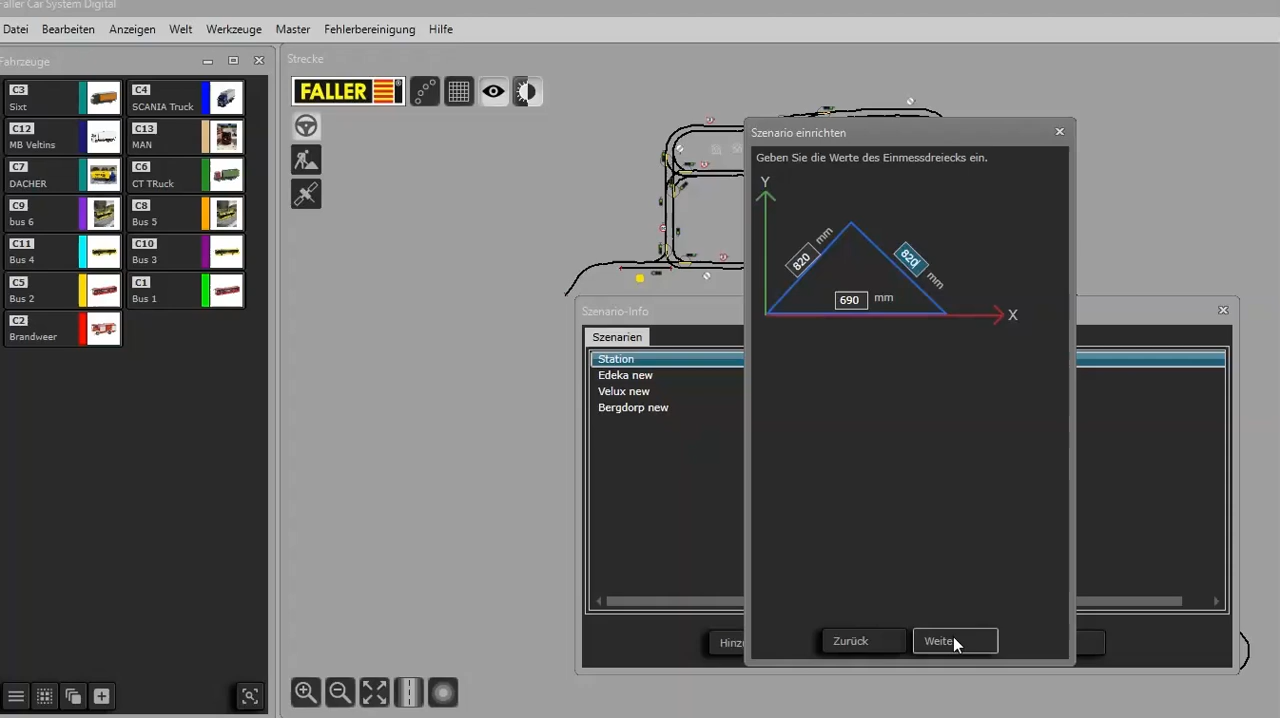 Faller Car System Digital
Datei Bearbeiten Anzeigen Welt Werkzeuge Master Fehlerbereinigung Hilfe
Fahrzeuge
C3
Sixt
C4
SCANIA Truck
C12
MB Veltins
C13
MAN
C7
DACHER
C6
CT TRuck
C9
bus 6
C8
Bus 5
C11
Bus 4
C10
Bus 3
C5
Bus 2
C1
Bus 1
C2
Brandweer
Strecke
FALLER
Szenario einrichten
Geben Sie die Werte des Einmessdreiecks ein.
Y
820 mm
820 mm
690 mm
X
Zurück
Weite
Szenario-Info
Szenarien
Station
Edeka new
Velux new
Bergdorp new
Hinzu